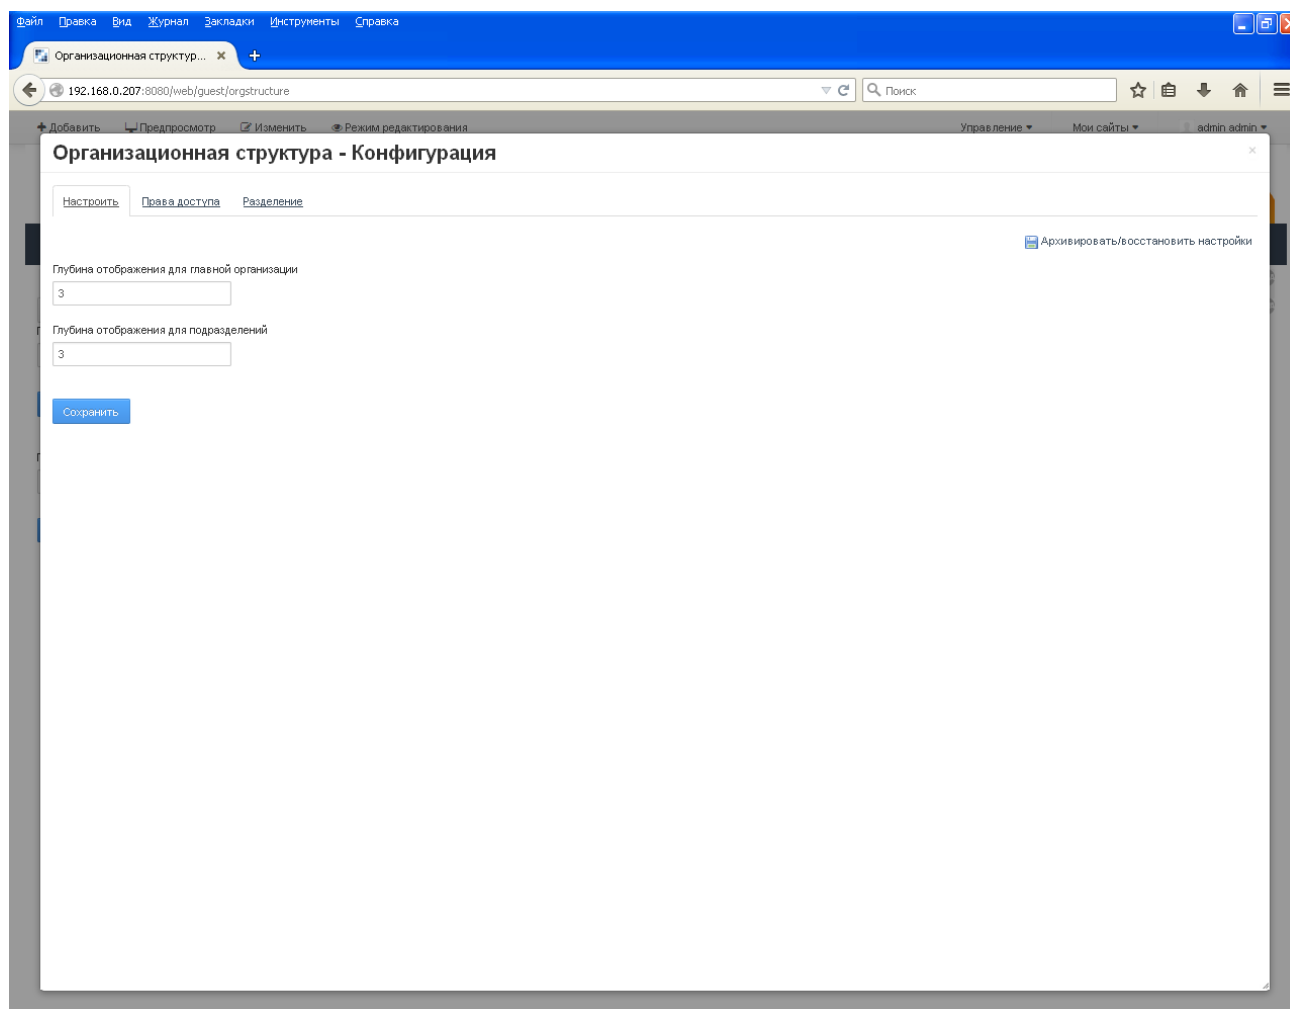 Файл Правка Вид Журнал Закладки Инструменты Справка
Организационная структур...
192.168.0.207:8080/web/guest/orgstructure
Поиск
Добавить Предпросмотр Изменить Режим редактирования Управление Мои сайты admin admin
Организационная структура - Конфигурация
Настроить Права доступа Разделение
Архивировать/восстановить настройки
Глубина отображения для главной организации
3
Глубина отображения для подразделений
3
Сохранить